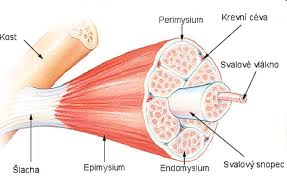 Perimysium
Krevní céva
Kost
Svalové vlákno
Šlacha
Epimysium
Endomysium
Svalový snopec